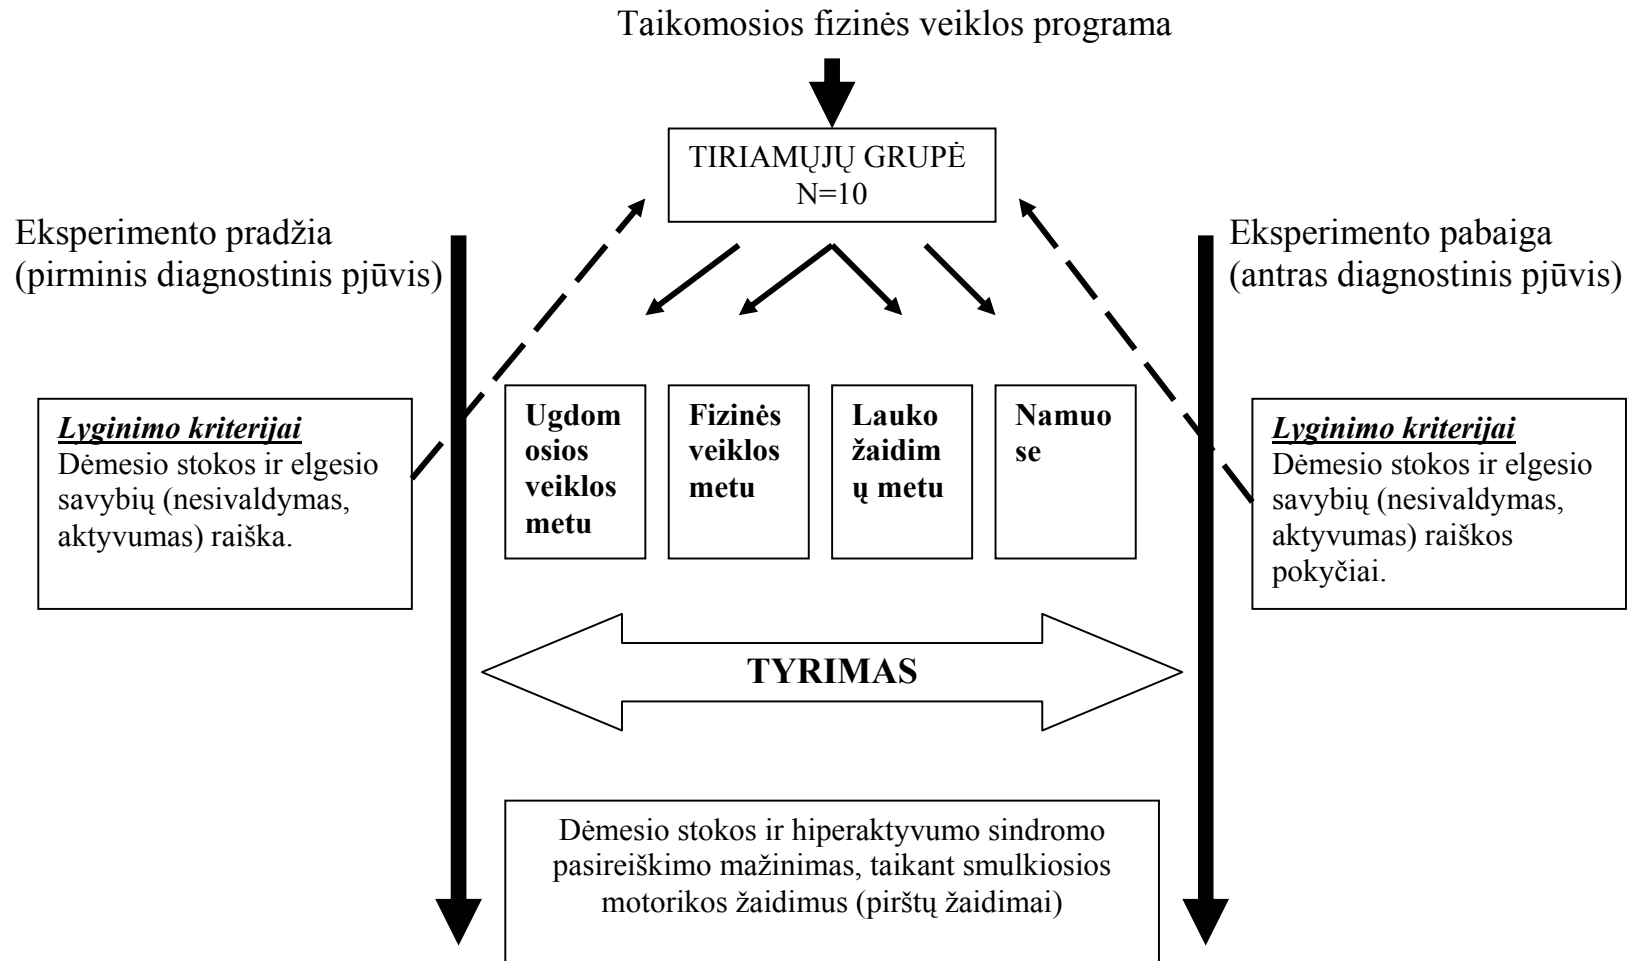 Taikomosios fizinės veiklos programa
TIRIAMŲJŲ GRUPĖ
N=10
Eksperimento pradžia
(pirminis diagnostinis pjūvis)
Eksperimento pabaiga
(antras diagnostinis pjūvis)
Lyginimo kriterijai
Dėmesio stokos ir elgesio
savybių (nesivaldymas,
aktyvumas) raiška.
Ugdom
osios
veiklos
metu
Fizinės
veiklos
metu
Lauko
žaidim
ų metu
Namuo
se
Lyginimo kriterijai
Dėmesio stokos ir elgesio
savybių (nesivaldymas,
aktyvumas) raiškos
pokyčiai.
TYRIMAS
Dėmesio stokos ir hiperaktyvumo sindromo
pasireiškimo mažinimas, taikant smulkiosios
motorikos žaidimus (pirštų žaidimai)